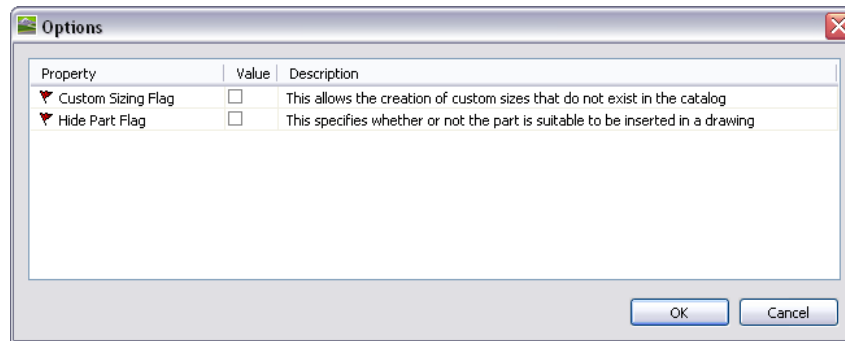 Options
Property Value Description
Custom Sizing Flag This allows the creation of custom sizes that do not exist in the catalog
Hide Part Flag This specifies whether or not the part is suitable to be inserted in a drawing
OK Cancel